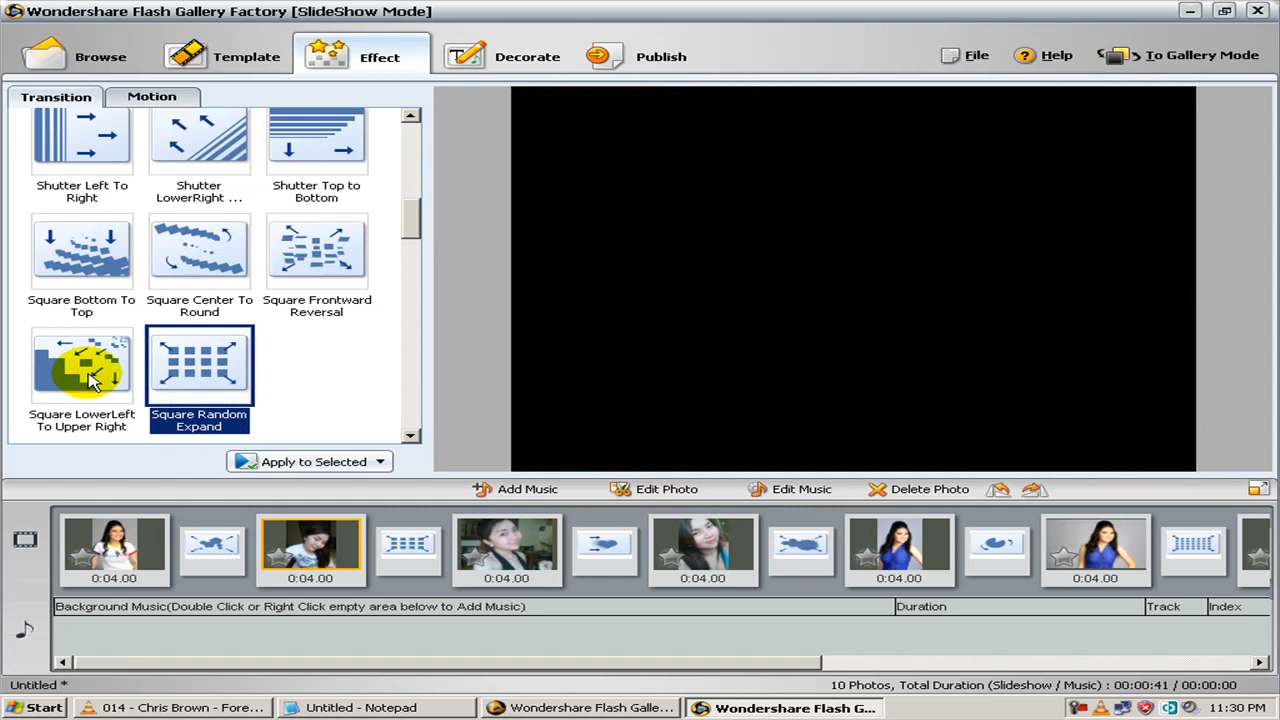 Wondershare Flash Gallery Factory [SlideShow Mode]
Browse Template Effect Decorate Publish File Help To Gallery Mode
Transition Motion
Shutter Left To Right
Shutter LowerRight ...
Shutter Top to Bottom
Square Bottom To Top
Square Center To Round
Square Frontward Reversal
Square LowerLeft To Upper Right
Square Random Expand
Apply to Selected
Add Music Edit Photo Edit Music Delete Photo
0:04.00 0:04.00 0:04.00 0:04.00 0:04.00 0:04.00
Background Music(Double Click or Right Click empty area below to Add Music) Duration Track Index
Untitled * 10 Photos, Total Duration (Slideshow / Music) : 00:00:41 / 00:00:00
Start 014 - Chris Brown - Fore... Untitled - Notepad Wondershare Flash Galle... Wondershare Flash G... 11:30 PM